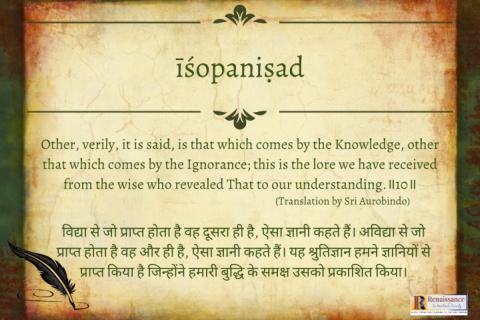 īśopaniṣad
Other, verily, it is said, is that which comes by the Knowledge, other
that which comes by the Ignorance; this is the lore we have received
from the wise who revealed That to our understanding. ॥10॥
(Translation by Sri Aurobindo)
विद्या से जो प्राप्त होता है वह दूसरा ही है, ऐसा ज्ञानी कहते हैं। अविद्या से जो
प्राप्त होता है वह और ही है, ऐसा ज्ञानी कहते हैं। यह श्रुतिज्ञान हमने ज्ञानियों से
प्राप्त किया है जिन्होंने हमारी बुद्धि के समक्ष उसको प्रकाशित किया।
Renaissance